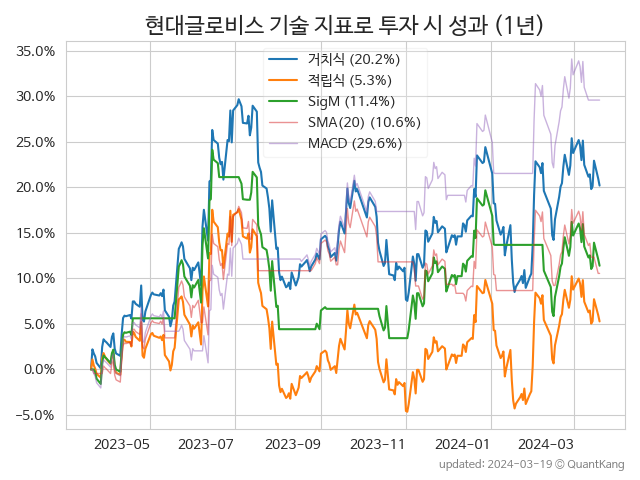 현대글로비스 기술 지표로 투자 시 성과 (1년)
거치식 (20.2%)
적립식 (5.3%)
SigM (11.4%)
SMA(20) (10.6%)
MACD (29.6%)
35.0%
30.0%
25.0%
20.0%
15.0%
10.0%
5.0%
0.0%
−5.0%
2023−05 2023−07 2023−09 2023−11 2024−01 2024−03
updated: 2024-03-19 © QuantKang